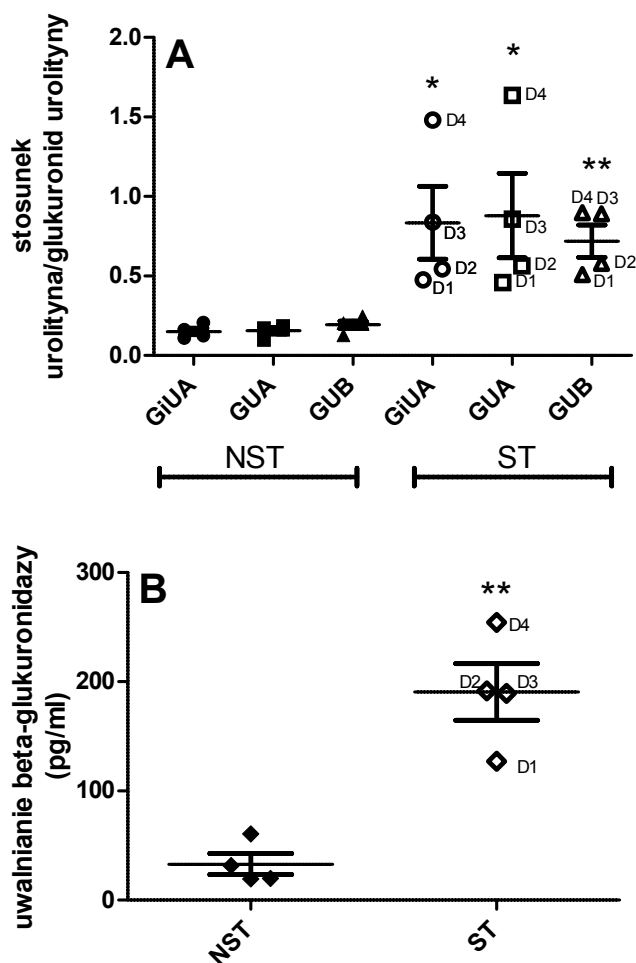 A
stosunek
urolityna/glukuronid urolityny
2.0
1.5
1.0
0.5
0.0
* * **
D4 D3 D2 D1
D4 D3 D2 D1
D4 D3 D2 D1
GiUA GUA GUB GiUA GUA GUB
NST ST
B
uwalnianie beta-glukuronidazy
(pg/ml)
300
200
100
0
**
D4
D2 D3
D1
NST ST